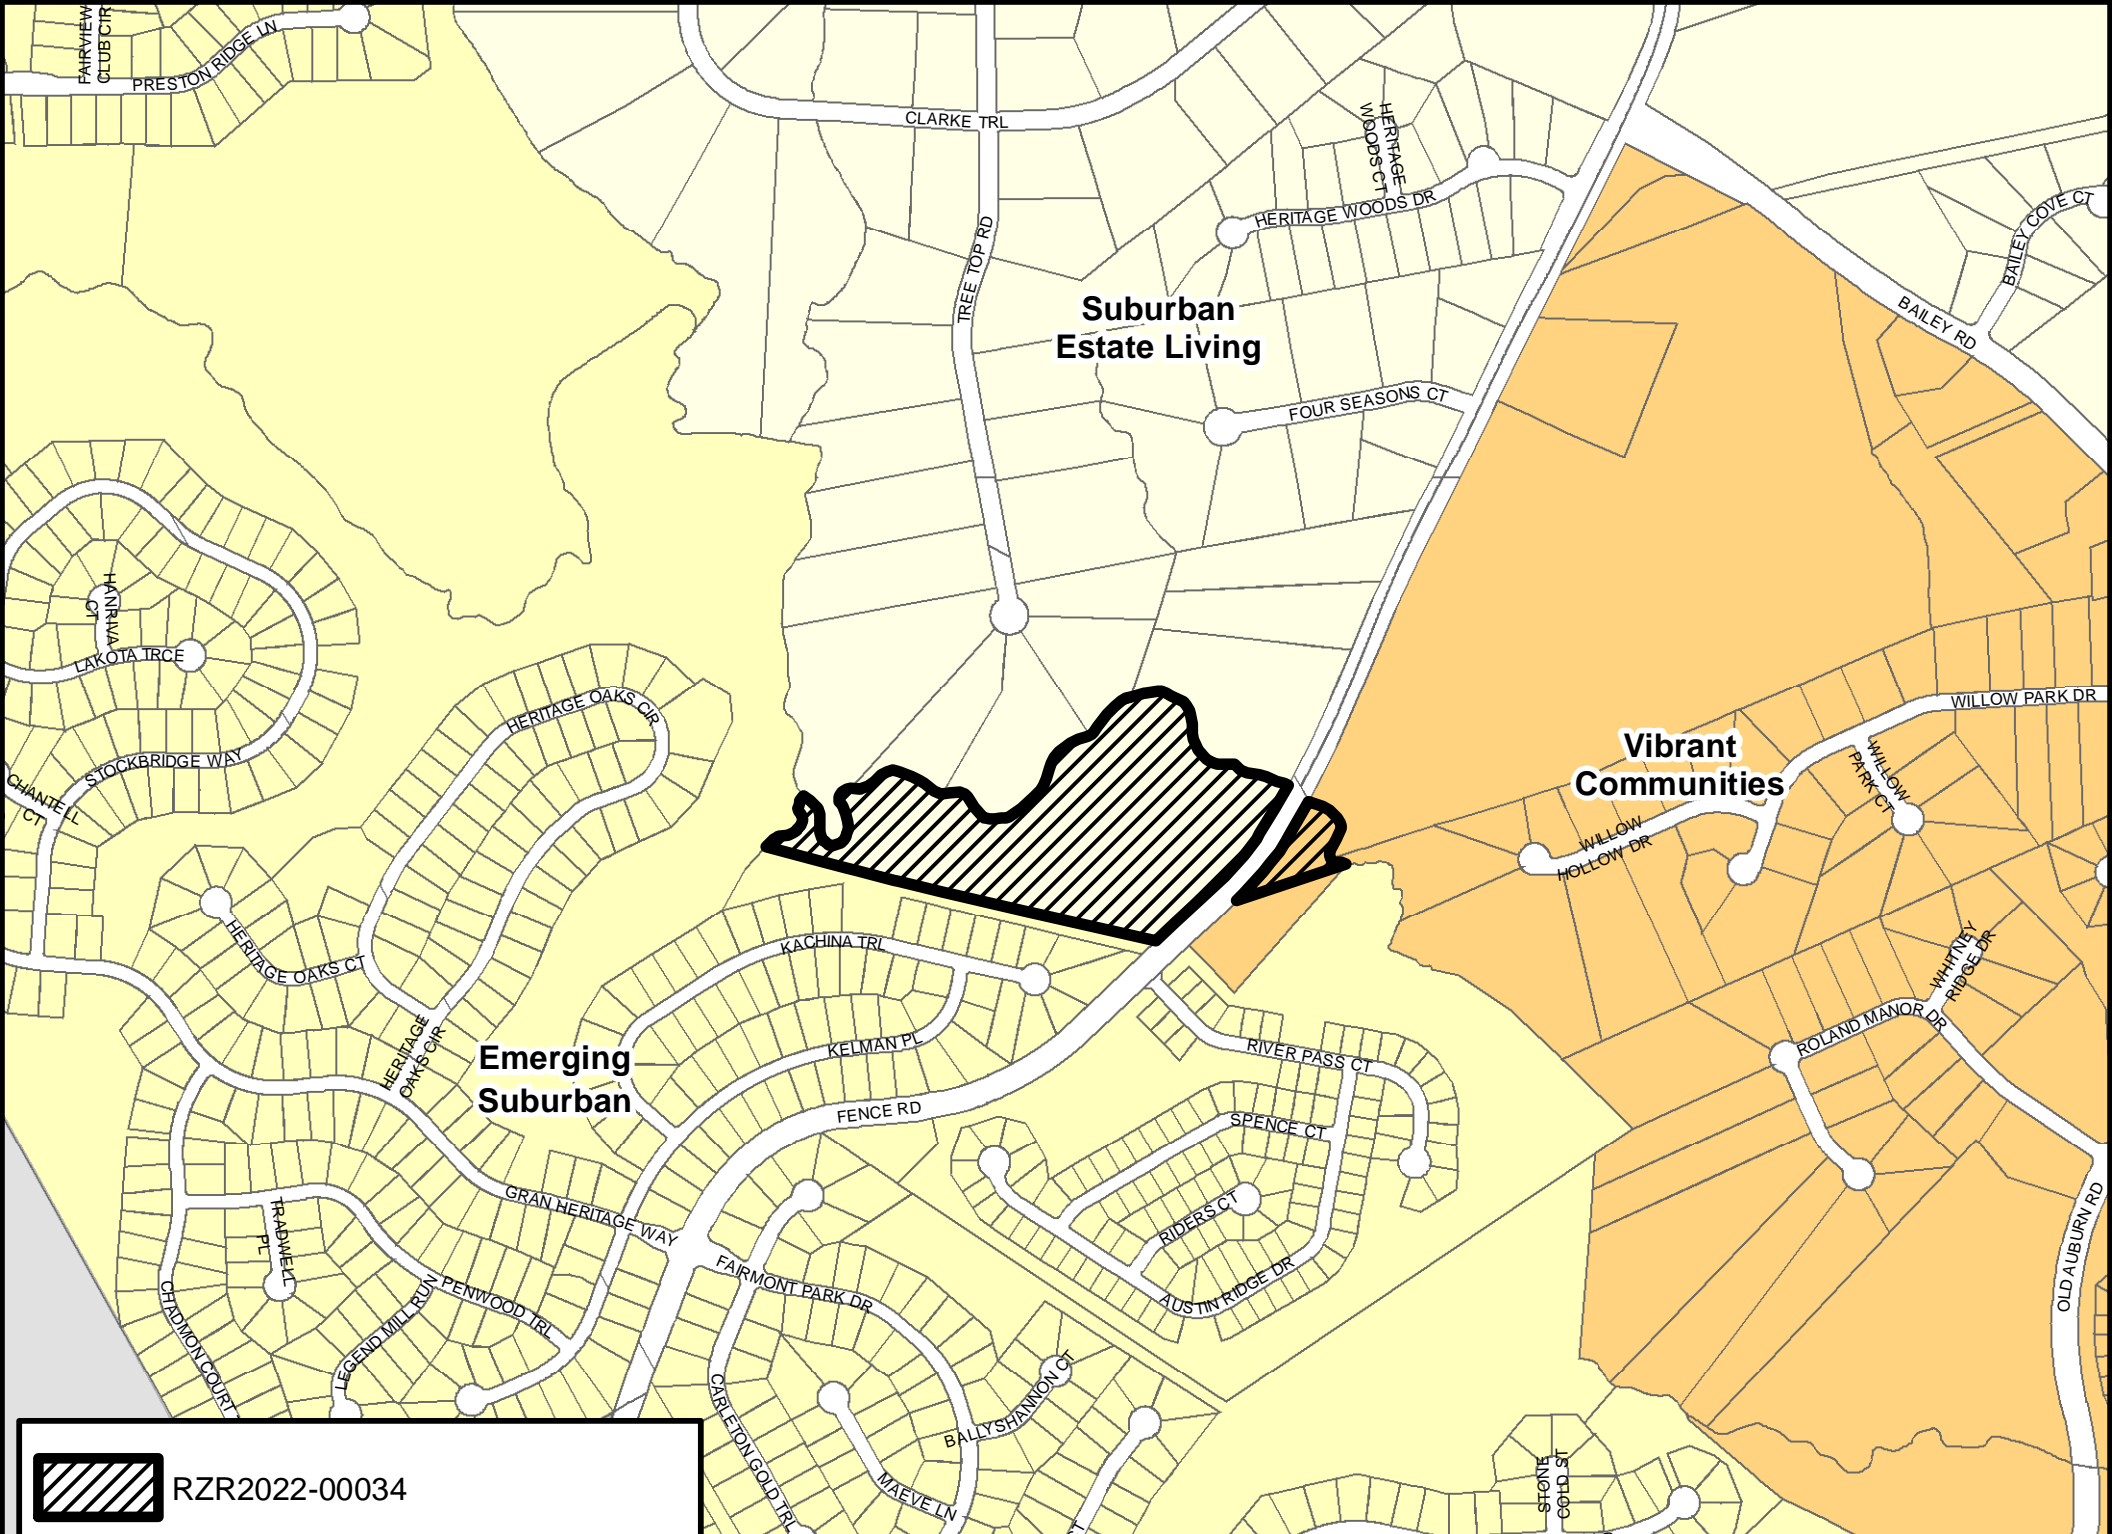 FAIRVIEW
CLUB CIR
PRESTON RIDGE LN
CLARKE TRL
HERITAGE
WOODS CT
HERITAGE WOODS DR
BAILEY COVE CT
TREE TOP RD
Suburban
Estate Living
BAILEY RD
FOUR SEASONS CT
HANRIVA
CT
LAKOTA TRCE
HERITAGE OAKS CIR
WILLOW PARK DR
STOCKBRIDGE WAY
Vibrant
Communities
WILLOW
PARK CT
CHANTELL
CT
WILLOW
HOLLOW DR
HERITAGE OAKS CT
KACHINA TRL
WHITNEY
RIDGE DR
HERITAGE
OAKS CIR
Emerging
Suburban
KELMAN PL
RIVER PASS CT
ROLAND MANOR DR
FENCE RD
SPENCE CT
GRAN HERITAGE WAY
RIDERS CT
TRADWELL
PL
FAIRMONT PARK DR
AUSTIN RIDGE DR
OLD AUBURN RD
CHADMON COURT
LEGEND MILL RUN
PENWOOD TRL
CARLETON GOLD TRL
BALLYSHANNON CT
MAEVE LN
STONE
COLD ST
RZR2022-00034